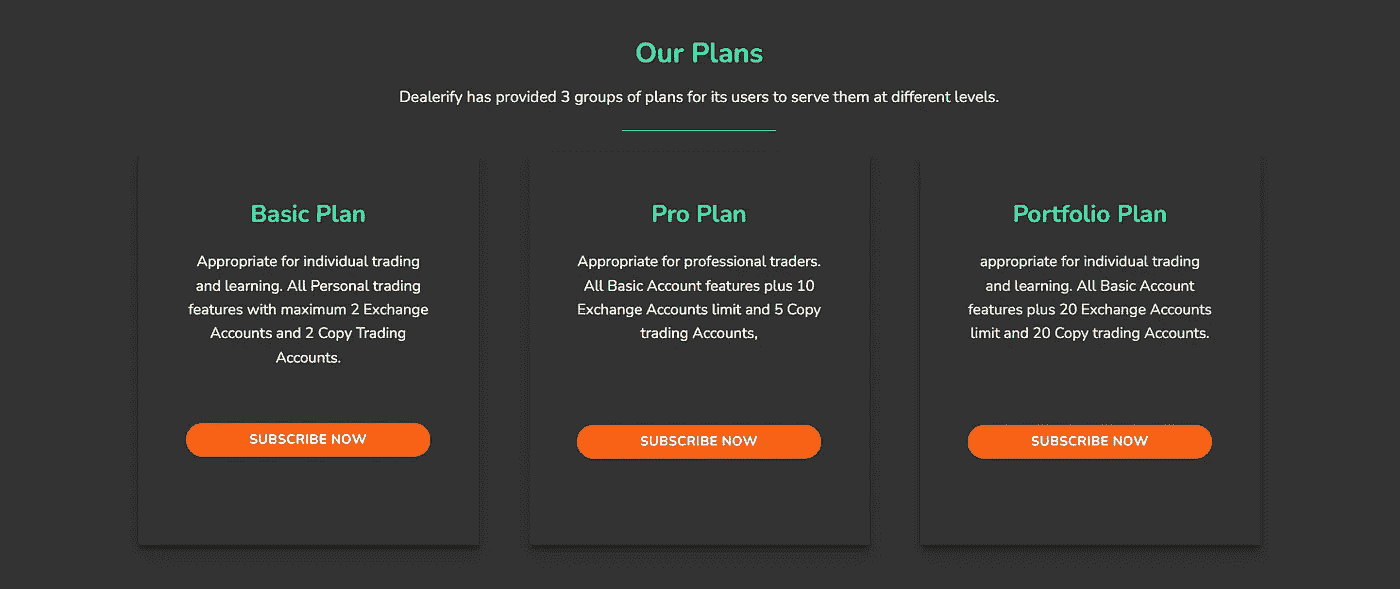 Our Plans
Dealerify has provided 3 groups of plans for its users to serve them at different levels.
Basic Plan
Appropriate for individual trading
and learning. All Personal trading
features with maximum 2 Exchange
Accounts and 2 Copy Trading
Accounts.
SUBSCRIBE NOW
Pro Plan
Appropriate for professional traders.
All Basic Account features plus 10
Exchange Accounts limit and 5 Copy
trading Accounts,
SUBSCRIBE NOW
Portfolio Plan
appropriate for individual trading
and learning. All Basic Account
features plus 20 Exchange Accounts
limit and 20 Copy trading Accounts.
SUBSCRIBE NOW